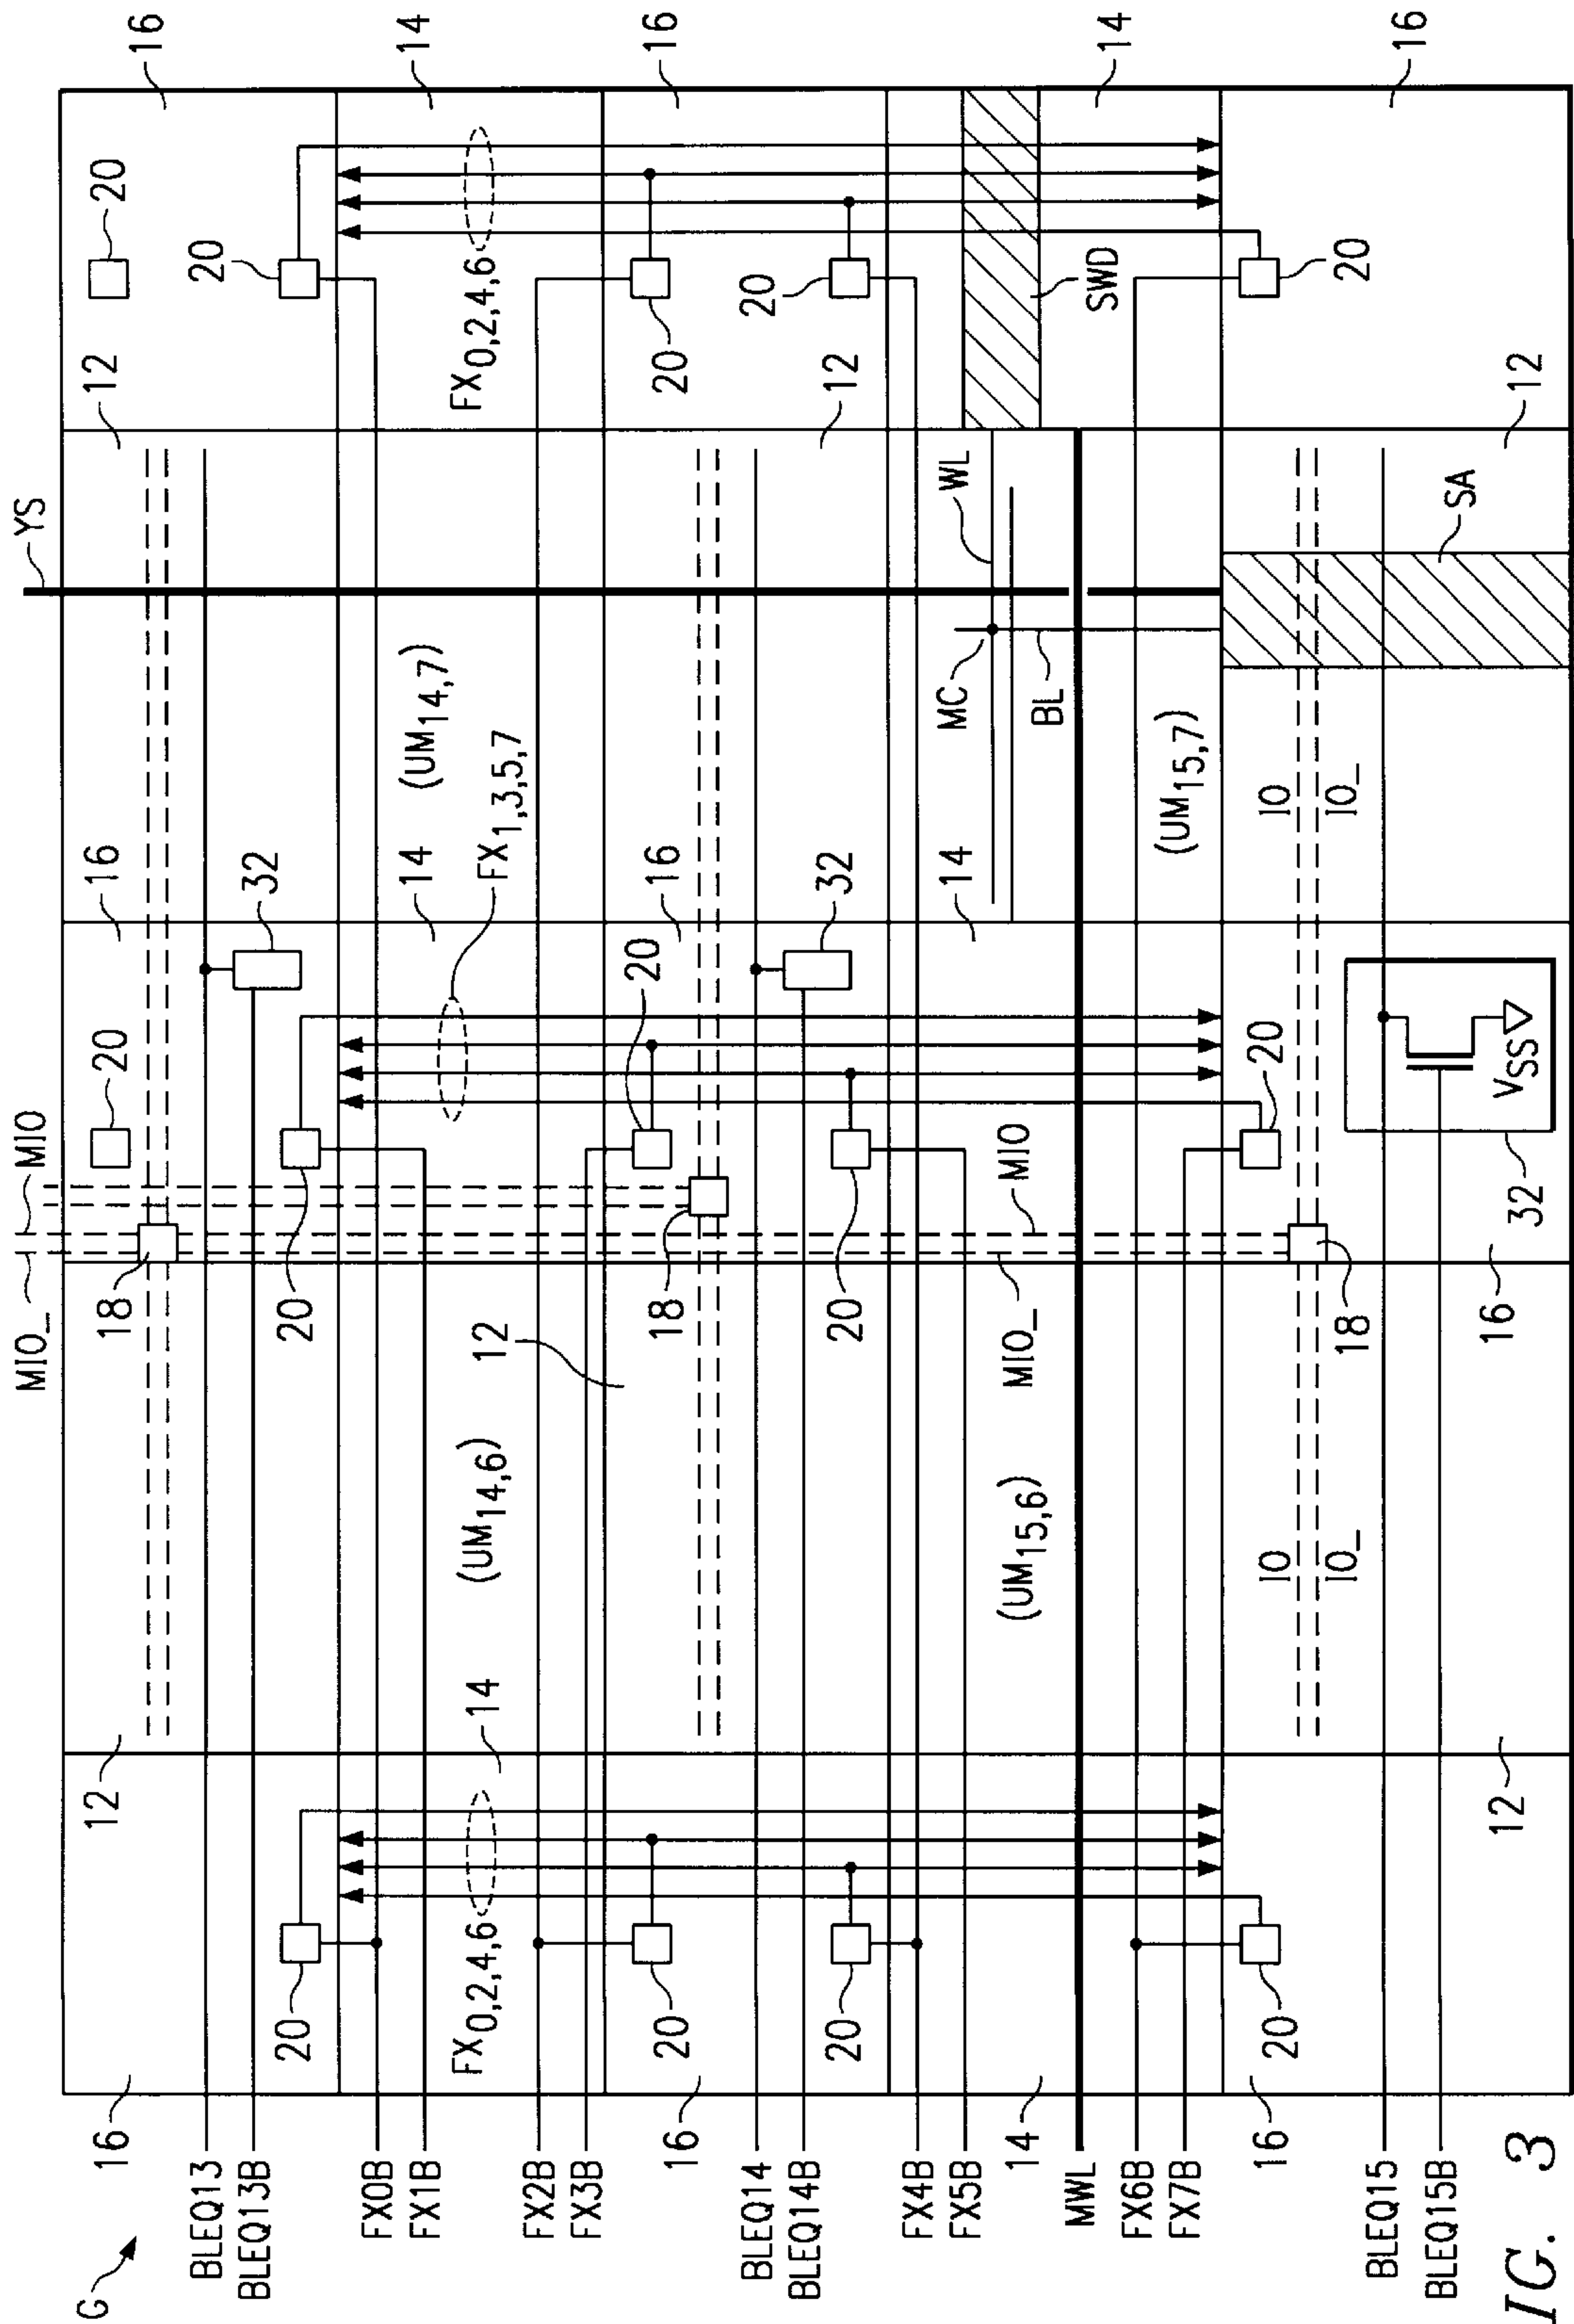 YS
16
14
16
14
16
20
20
FX0,2,4,6
20
20
SWD
20
12
12
12
WL
SA
MC
BL
(UM14,7)
FX1,3,5,7
(UM15,7)
IO
IO_
16
32
14
16
32
14
20
20
20
VSS
32
MIO
MIO_
18
20
18
20
MIO
MIO_
18
16
12
(UM14,6)
(UM15,6)
IO
IO_
12
14
12
20
FX0,2,4,6
20
20
20
16
16
14
16
BLEQ13
BLEQ13B
FX0B
FX1B
FX2B
FX3B
BLEQ14
BLEQ14B
FX4B
FX5B
MWL
FX6B
FX7B
BLEQ15
BLEQ15B
G
IG. 3